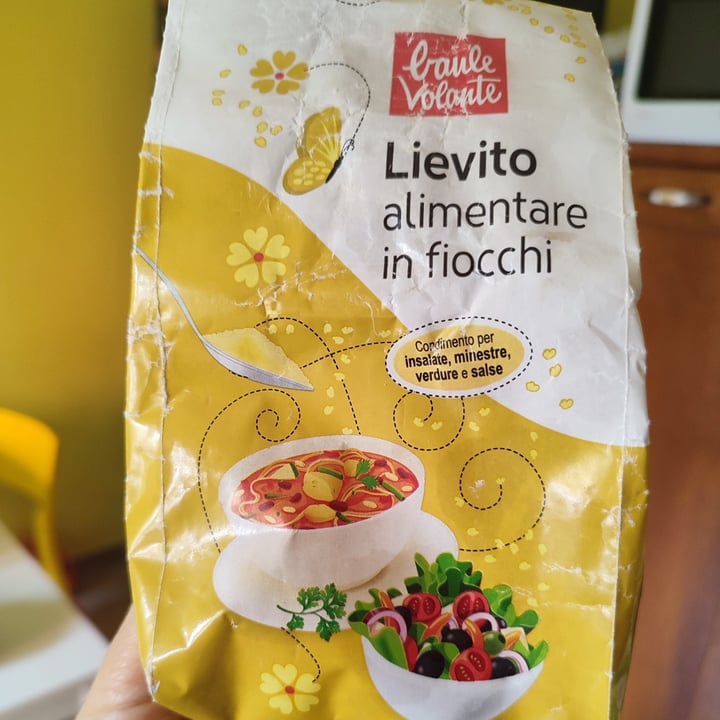 baule
volante
Lievito
alimentare
in fiocchi
Condimento per
insalate, minestre,
verdure e salse